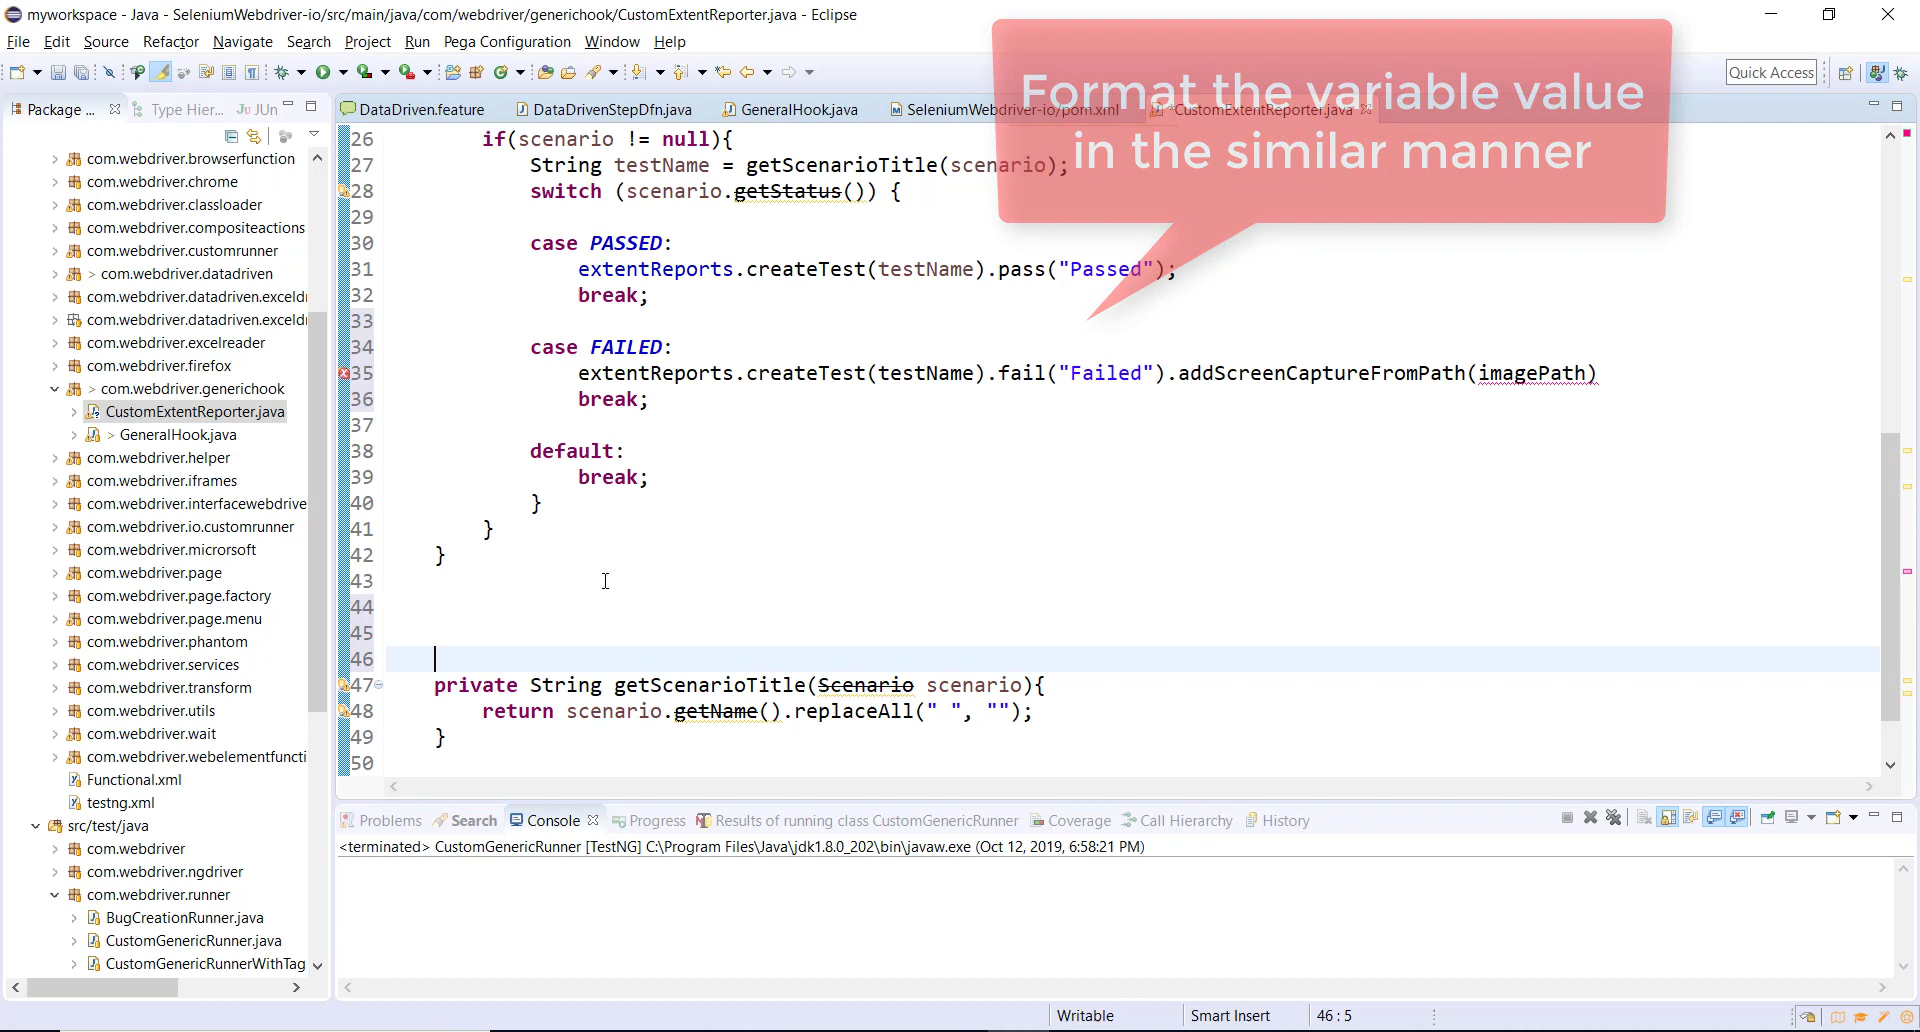 myworkspace - Java - SeleniumWebdriver-io/src/main/java/com/webdriver/generichook/CustomExtentReporter.java - Eclipse
File Edit Source Refactor Navigate Search Project Run Pega Configuration Window Help
Quick Access
Format the variable value
in the similar manner
Package ... Type Hier... JUn
DataDriven.feature DataDrivenStepDfn.java GeneralHook.java SeleniumWebdriver-io/pom.xml *CustomExtentReporter.java
com.webdriver.browserfunction
com.webdriver.chrome
com.webdriver.classloader
com.webdriver.compositeactions
com.webdriver.customrunner
> com.webdriver.datadriven
com.webdriver.datadriven.exceldr
com.webdriver.datadriven.exceldr
com.webdriver.excelreader
com.webdriver.firefox
> com.webdriver.generichook
CustomExtentReporter.java
> GeneralHook.java
com.webdriver.helper
com.webdriver.iframes
com.webdriver.interfacewebdrive
com.webdriver.io.customrunner
com.webdriver.microrsoft
com.webdriver.page
com.webdriver.page.factory
com.webdriver.page.menu
com.webdriver.phantom
com.webdriver.services
com.webdriver.transform
com.webdriver.utils
com.webdriver.wait
com.webdriver.webelementfuncti
Functional.xml
testng.xml
src/test/java
com.webdriver
com.webdriver.ngdriver
com.webdriver.runner
BugCreationRunner.java
CustomGenericRunner.java
CustomGenericRunnerWithTag
26 if(scenario != null){
27 String testName = getScenarioTitle(scenario);
28 switch (scenario.getStatus()) {
29
30 case PASSED:
31 extentReports.createTest(testName).pass("Passed");
32 break;
33
34 case FAILED:
35 extentReports.createTest(testName).fail("Failed").addScreenCaptureFromPath(imagePath)
36 break;
37
38 default:
39 break;
40 }
41 }
42 }
43
44
45
46
47 private String getScenarioTitle(Scenario scenario){
48 return scenario.getName().replaceAll(" ", "");
49 }
50
Problems Search Console Progress Results of running class CustomGenericRunner Coverage Call Hierarchy History
<terminated> CustomGenericRunner [TestNG] C:\Program Files\Java\jdk1.8.0_202\bin\javaw.exe (Oct 12, 2019, 6:58:21 PM)
Writable Smart Insert 46 : 5